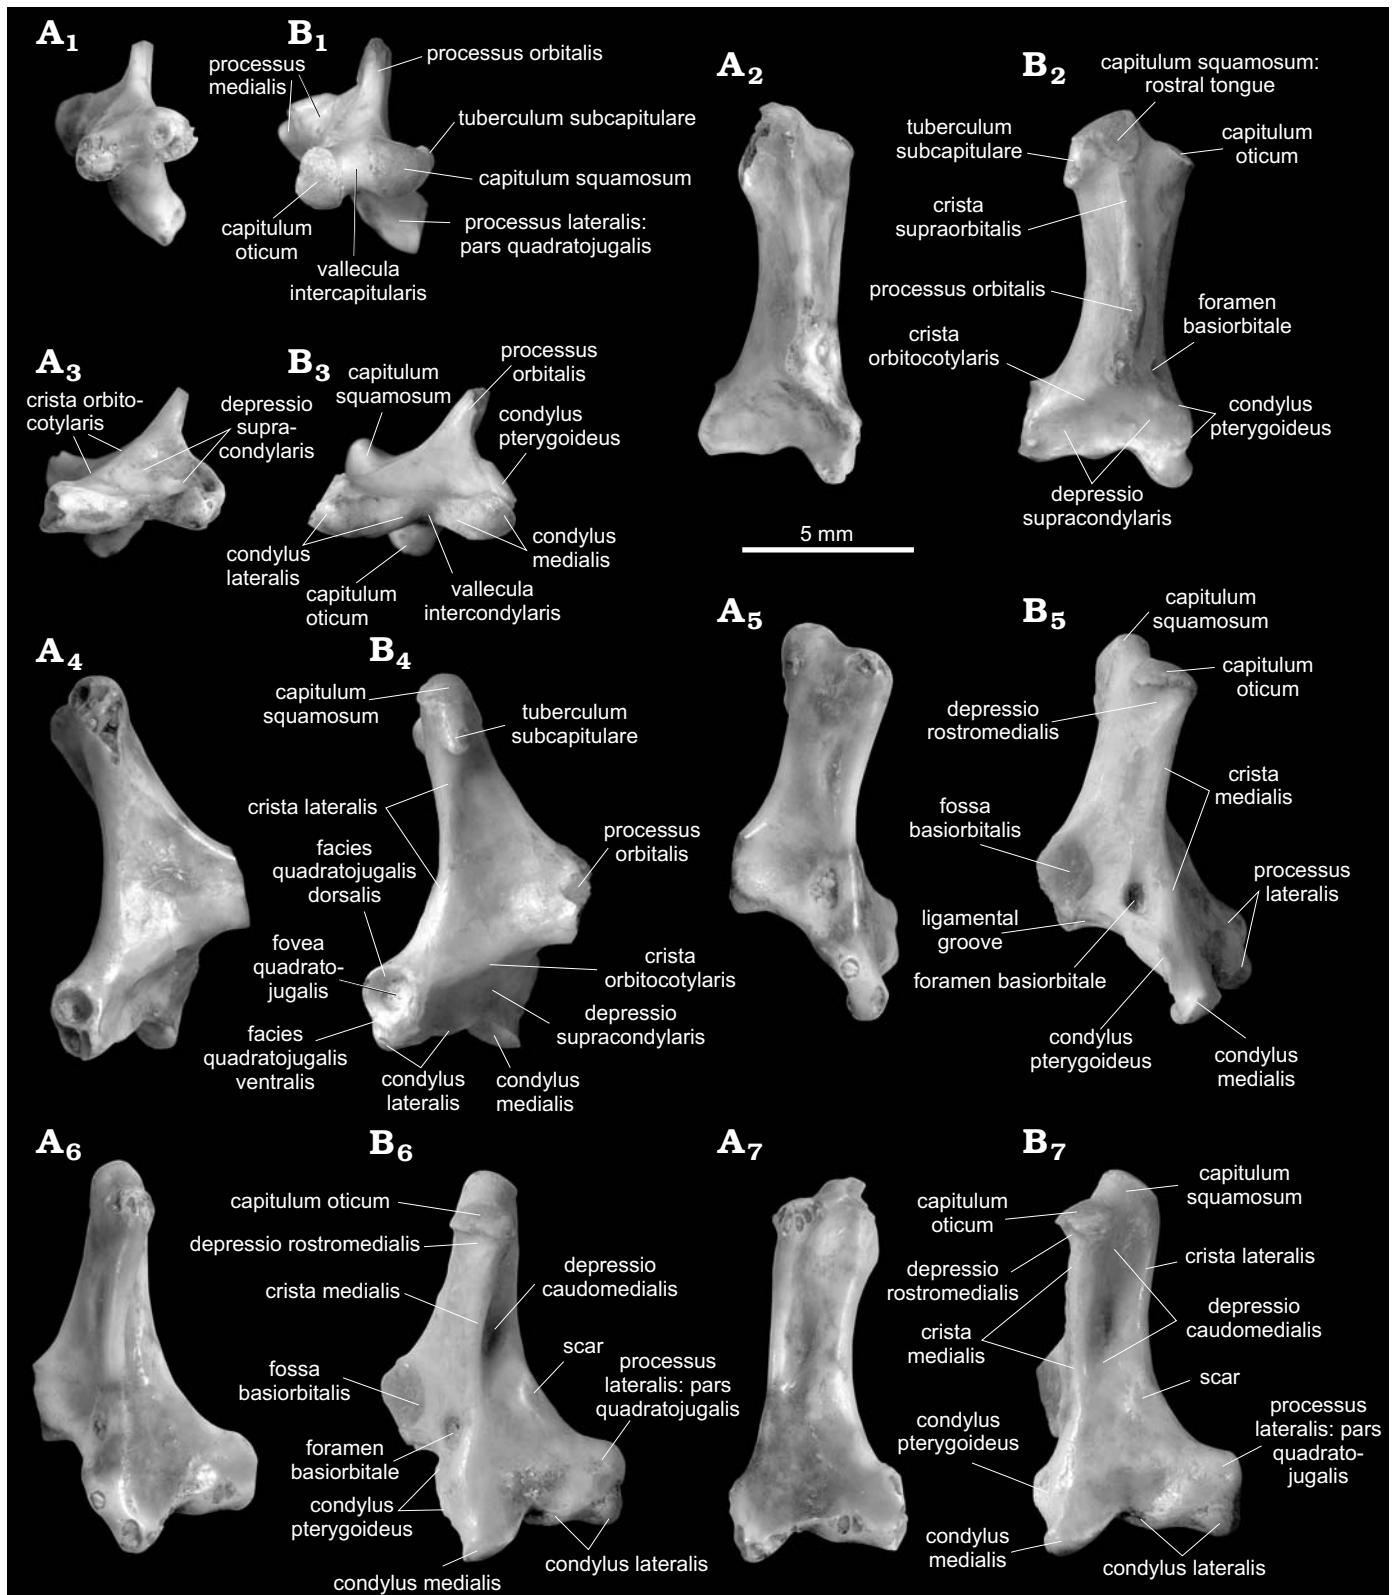 A1
B1
processus
medialis
processus orbitalis
tuberculum subcapitulare
capitulum squamosum
processus lateralis:
pars quadratojugalis
capitulum
oticum
vallecula
intercapitularis
A2
B2
capitulum squamosum:
rostral tongue
tuberculum
subcapitulare
capitulum
oticum
crista
supraorbitalis
processus orbitalis
foramen
basiorbitale
crista
orbitocotylaris
condylus
pterygoideus
depressio
supracondylaris
5 mm
A3
B3
crista orbito-
cotylaris
depressio
supra-
condylaris
capitulum
squamosum
processus
orbitalis
condylus
pterygoideus
condylus
lateralis
capitulum
oticum
vallecula
intercondylaris
condylus
medialis
A4
B4
capitulum
squamosum
tuberculum
subcapitulare
crista lateralis
facies
quadratojugalis
dorsalis
processus
orbitalis
fovea
quadrato-
jugalis
crista
orbitocotylaris
depressio
supracondylaris
facies
quadratojugalis
ventralis
condylus
lateralis
condylus
medialis
A5
B5
capitulum
squamosum
capitulum
oticum
depressio
rostromedialis
crista
medialis
fossa
basiorbitalis
processus
lateralis
ligamental
groove
foramen basiorbitale
condylus
pterygoideus
condylus
medialis
A6
B6
capitulum oticum
depressio rostromedialis
crista medialis
depressio
caudomedialis
scar
fossa
basiorbitalis
processus
lateralis: pars
quadratojugalis
foramen
basiorbitale
condylus
pterygoideus
condylus lateralis
condylus medialis
A7
B7
capitulum
squamosum
capitulum
oticum
crista lateralis
depressio
rostromedialis
depressio
caudomedialis
crista
medialis
scar
condylus
pterygoideus
processus
lateralis: pars
quadrato-
jugalis
condylus
medialis
condylus lateralis